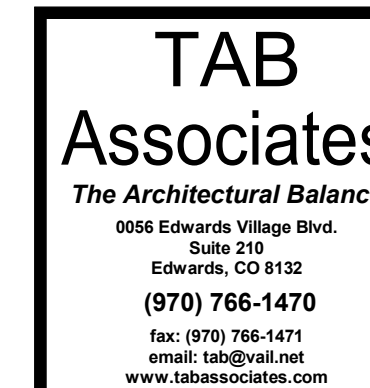 TAB
Associates
The Architectural Balanc
0056 Edwards Village Blvd.
Suite 210
Edwards, CO 8132
(970) 766-1470
fax: (970) 766-1471
email: tab@vail.net
www.tabassociates.com